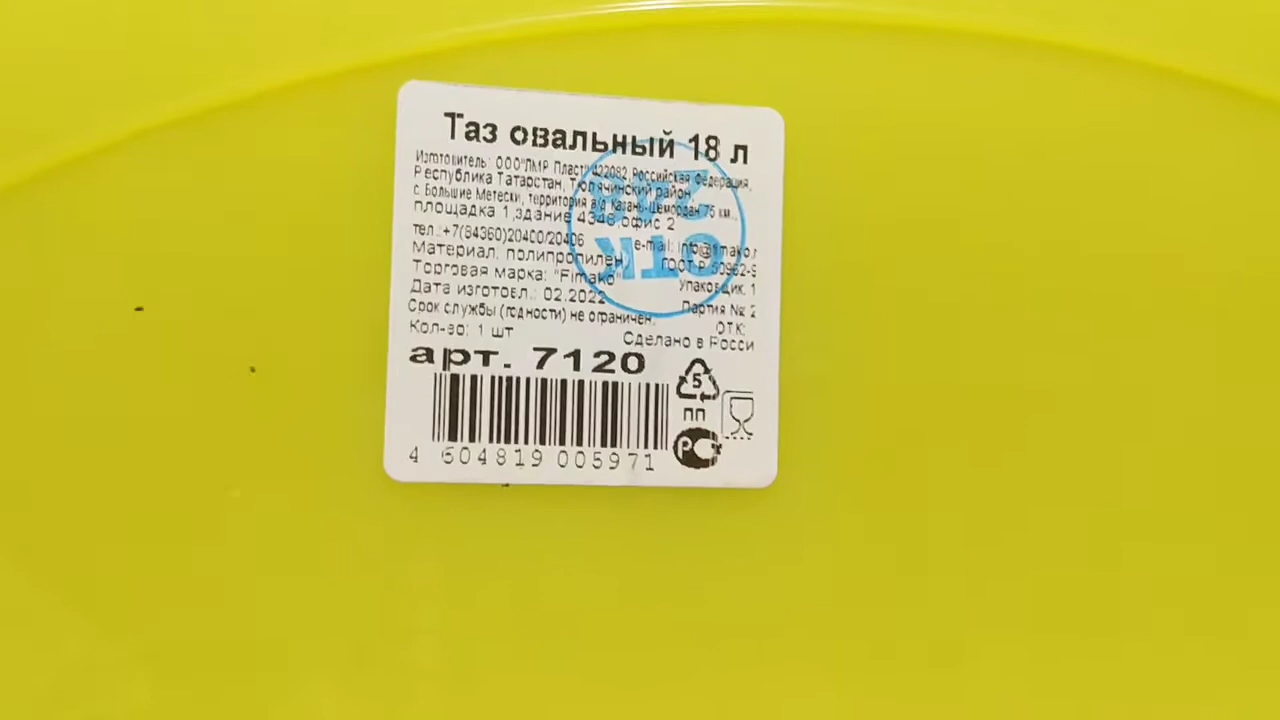 Таз овальный 18 л
Изготовитель: ООО"ПМР Пласт" 422082, Российская Федерация,
Республика Татарстан, Тюлячинский район,
с. Большие Метески, территория а/д Казань-Шемордан 75 км.,
площадка 1, здание 4348, офис 2
тел.: +7(84360)20400/20406 e-mail: info@fimako.r
Материал: полипропилен ГОСТ Р 50962-9
Торговая марка: "Fimako" Упаковщик. 1
Дата изготовл.: 02.2022 Партия № 2
Срок службы (годности) не ограничен. ОТК:
Кол-во: 1 шт Сделано в Росси
арт. 7120
5
ПП
4 604819 005971
РСТ
ОТК